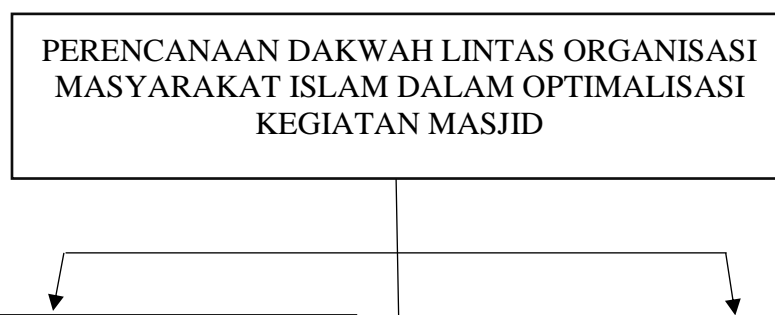 PERENCANAAN DAKWAH LINTAS ORGANISASI
MASYARAKAT ISLAM DALAM OPTIMALISASI
KEGIATAN MASJID